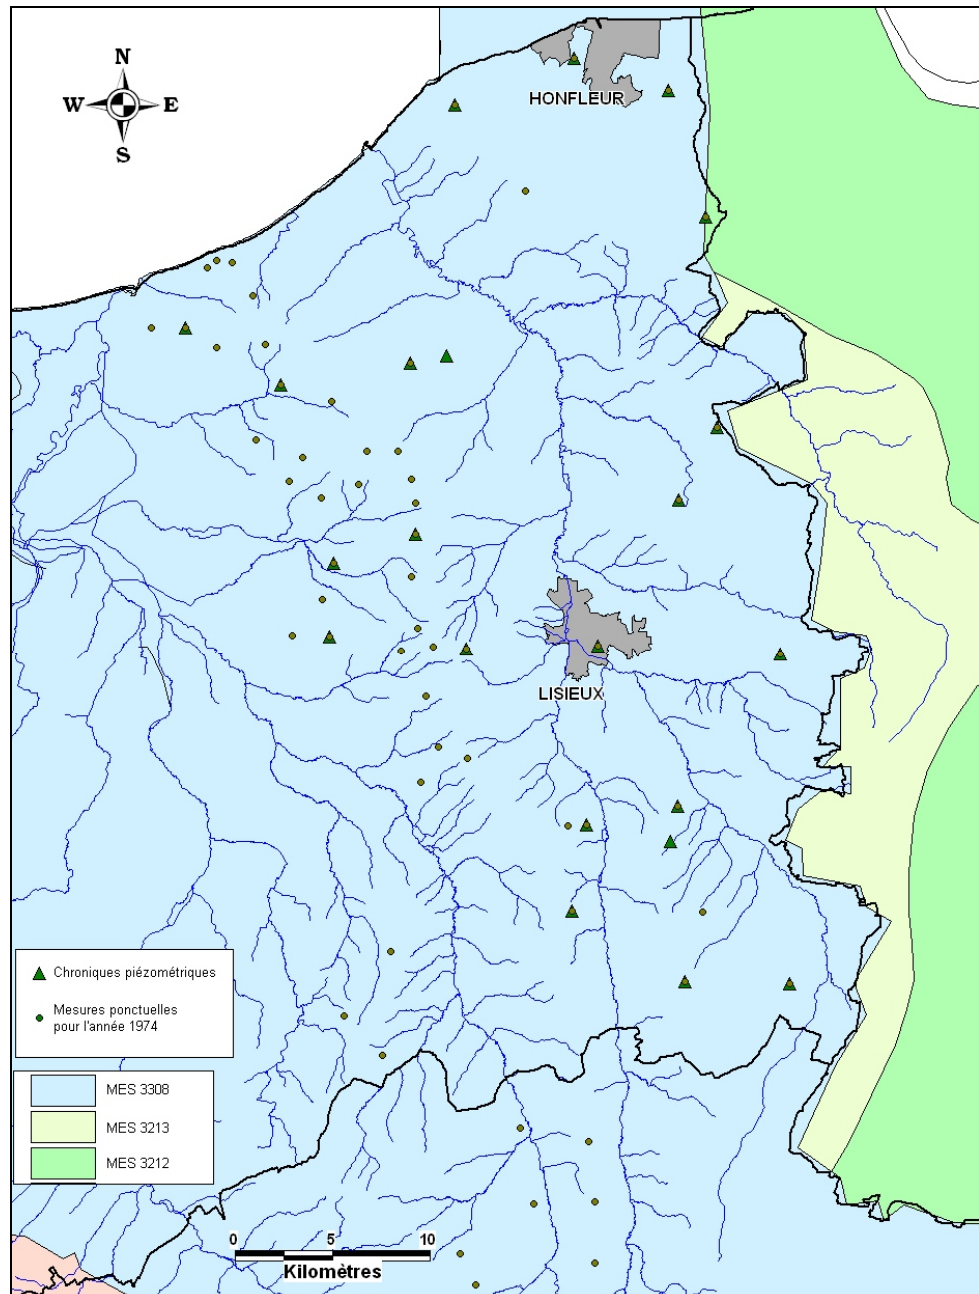 N
W E
S
HONFLEUR
LISIEUX
Chroniques piézométriques
Mesures ponctuelles
pour l'année 1974
MES 3308
MES 3213
MES 3212
0 5 10
Kilomètres